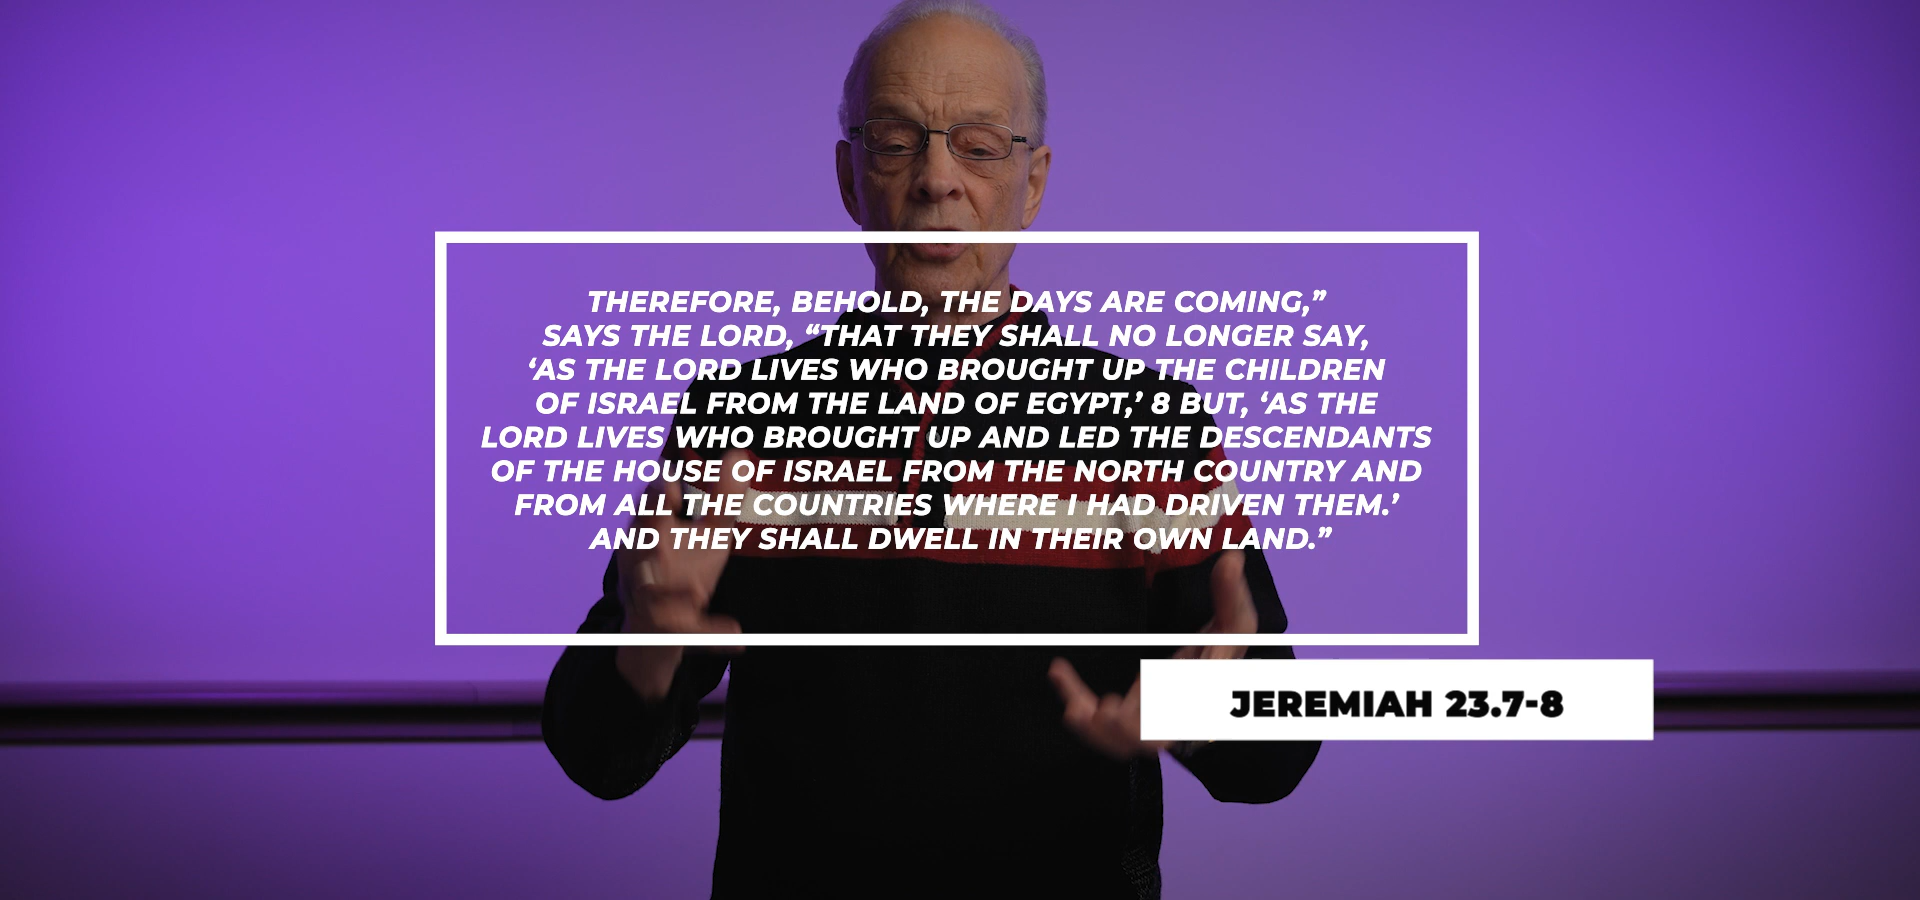 THEREFORE, BEHOLD, THE DAYS ARE COMING,”
SAYS THE LORD, “THAT THEY SHALL NO LONGER SAY,
‘AS THE LORD LIVES WHO BROUGHT UP THE CHILDREN
OF ISRAEL FROM THE LAND OF EGYPT,’ 8 BUT, ‘AS THE
LORD LIVES WHO BROUGHT UP AND LED THE DESCENDANTS
OF THE HOUSE OF ISRAEL FROM THE NORTH COUNTRY AND
FROM ALL THE COUNTRIES WHERE I HAD DRIVEN THEM.’
AND THEY SHALL DWELL IN THEIR OWN LAND.”
JEREMIAH 23.7-8